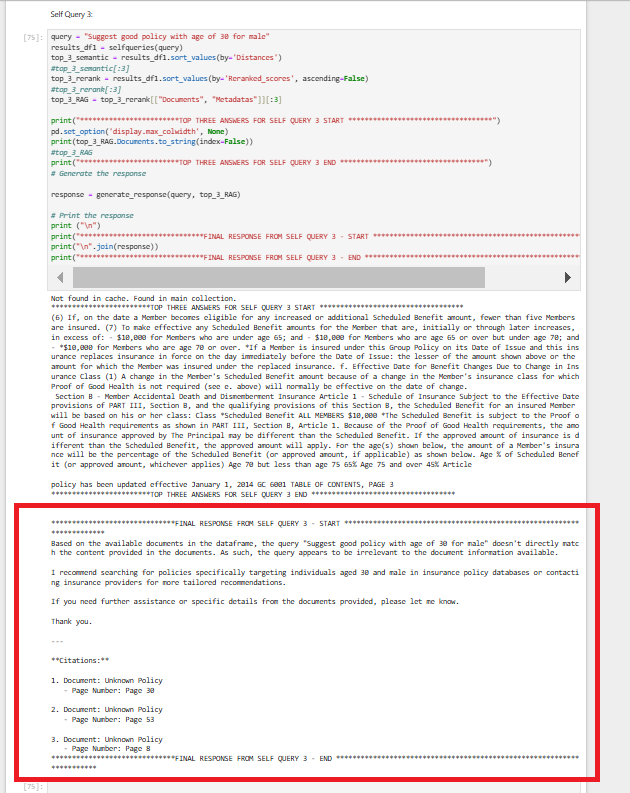 Self Query 3:
[75]: query = "Suggest good policy with age of 30 for male"
results_df1 = selfqueries(query)
top_3_semantic = results_df1.sort_values(by='Distances')
#top_3_semantic[:3]
top_3_rerank = results_df1.sort_values(by='Reranked_scores', ascending=False)
#top_3_rerank[:3]
top_3_RAG = top_3_rerank[["Documents", "Metadatas"]][:3]
print("************************TOP THREE ANSWERS FOR SELF QUERY 3 START ***********************************")
pd.set_option('display.max_colwidth', None)
print(top_3_RAG.Documents.to_string(index=False))
#top_3_RAG
print("************************TOP THREE ANSWERS FOR SELF QUERY 3 END ***********************************")
# Generate the response
response = generate_response(query, top_3_RAG)
# Print the response
print ("\n")
print("******************************FINAL RESPONSE FROM SELF QUERY 3 - START **************************************************
print("\n".join(response))
print("******************************FINAL RESPONSE FROM SELF QUERY 3 - END ****************************************************
Not found in cache. Found in main collection.
************************TOP THREE ANSWERS FOR SELF QUERY 3 START ***********************************
(6) If, on the date a Member becomes eligible for any increased or additional Scheduled Benefit amount, fewer than five Members
are insured. (7) To make effective any Scheduled Benefit amounts for the Member that are, initially or through later increases,
in excess of: - $10,000 for Members who are under age 65; and - $10,000 for Members who are age 65 or over but under age 70; and
- *$10,000 for Members who are age 70 or over. *If a Member is insured under this Group Policy on its Date of Issue and this ins
urance replaces insurance in force on the day immediately before the Date of Issue: the lesser of the amount shown above or the
amount for which the Member was insured under the replaced insurance. f. Effective Date for Benefit Changes Due to Change in Ins
urance Class (1) A change in the Member's Scheduled Benefit amount because of a change in the Member's insurance class for which
Proof of Good Health is not required (see e. above) will normally be effective on the date of change.
Section B - Member Accidental Death and Dismemberment Insurance Article 1 - Schedule of Insurance Subject to the Effective Date
provisions of PART III, Section B, and the qualifying provisions of this Section B, the Scheduled Benefit for an insured Member
will be based on his or her class: Class *Scheduled Benefit ALL MEMBERS $10,000 *The Scheduled Benefit is subject to the Proof o
f Good Health requirements as shown in PART III, Section B, Article 1. Because of the Proof of Good Health requirements, the amo
unt of insurance approved by The Principal may be different than the Scheduled Benefit. If the approved amount of insurance is d
ifferent than the Scheduled Benefit, the approved amount will apply. For the age(s) shown below, the amount of a Member's insura
nce will be the percentage of the Scheduled Benefit (or approved amount, if applicable) as shown below. Age % of Scheduled Benef
it (or approved amount, whichever applies) Age 70 but less than age 75 65% Age 75 and over 45% Article
policy has been updated effective January 1, 2014 GC 6001 TABLE OF CONTENTS, PAGE 3
************************TOP THREE ANSWERS FOR SELF QUERY 3 END ***********************************
******************************FINAL RESPONSE FROM SELF QUERY 3 - START *********************************************************
*************
Based on the available documents in the dataframe, the query "Suggest good policy with age of 30 for male" doesn't directly matc
h the content provided in the documents. As such, the query appears to be irrelevant to the document information available.
I recommend searching for policies specifically targeting individuals aged 30 and male in insurance policy databases or contacti
ng insurance providers for more tailored recommendations.
If you need further assistance or specific details from the documents provided, please let me know.
Thank you.
---
**Citations:**
1. Document: Unknown Policy
- Page Number: Page 30
2. Document: Unknown Policy
- Page Number: Page 53
3. Document: Unknown Policy
- Page Number: Page 8
******************************FINAL RESPONSE FROM SELF QUERY 3 - END ***********************************************************
***********
[75]: